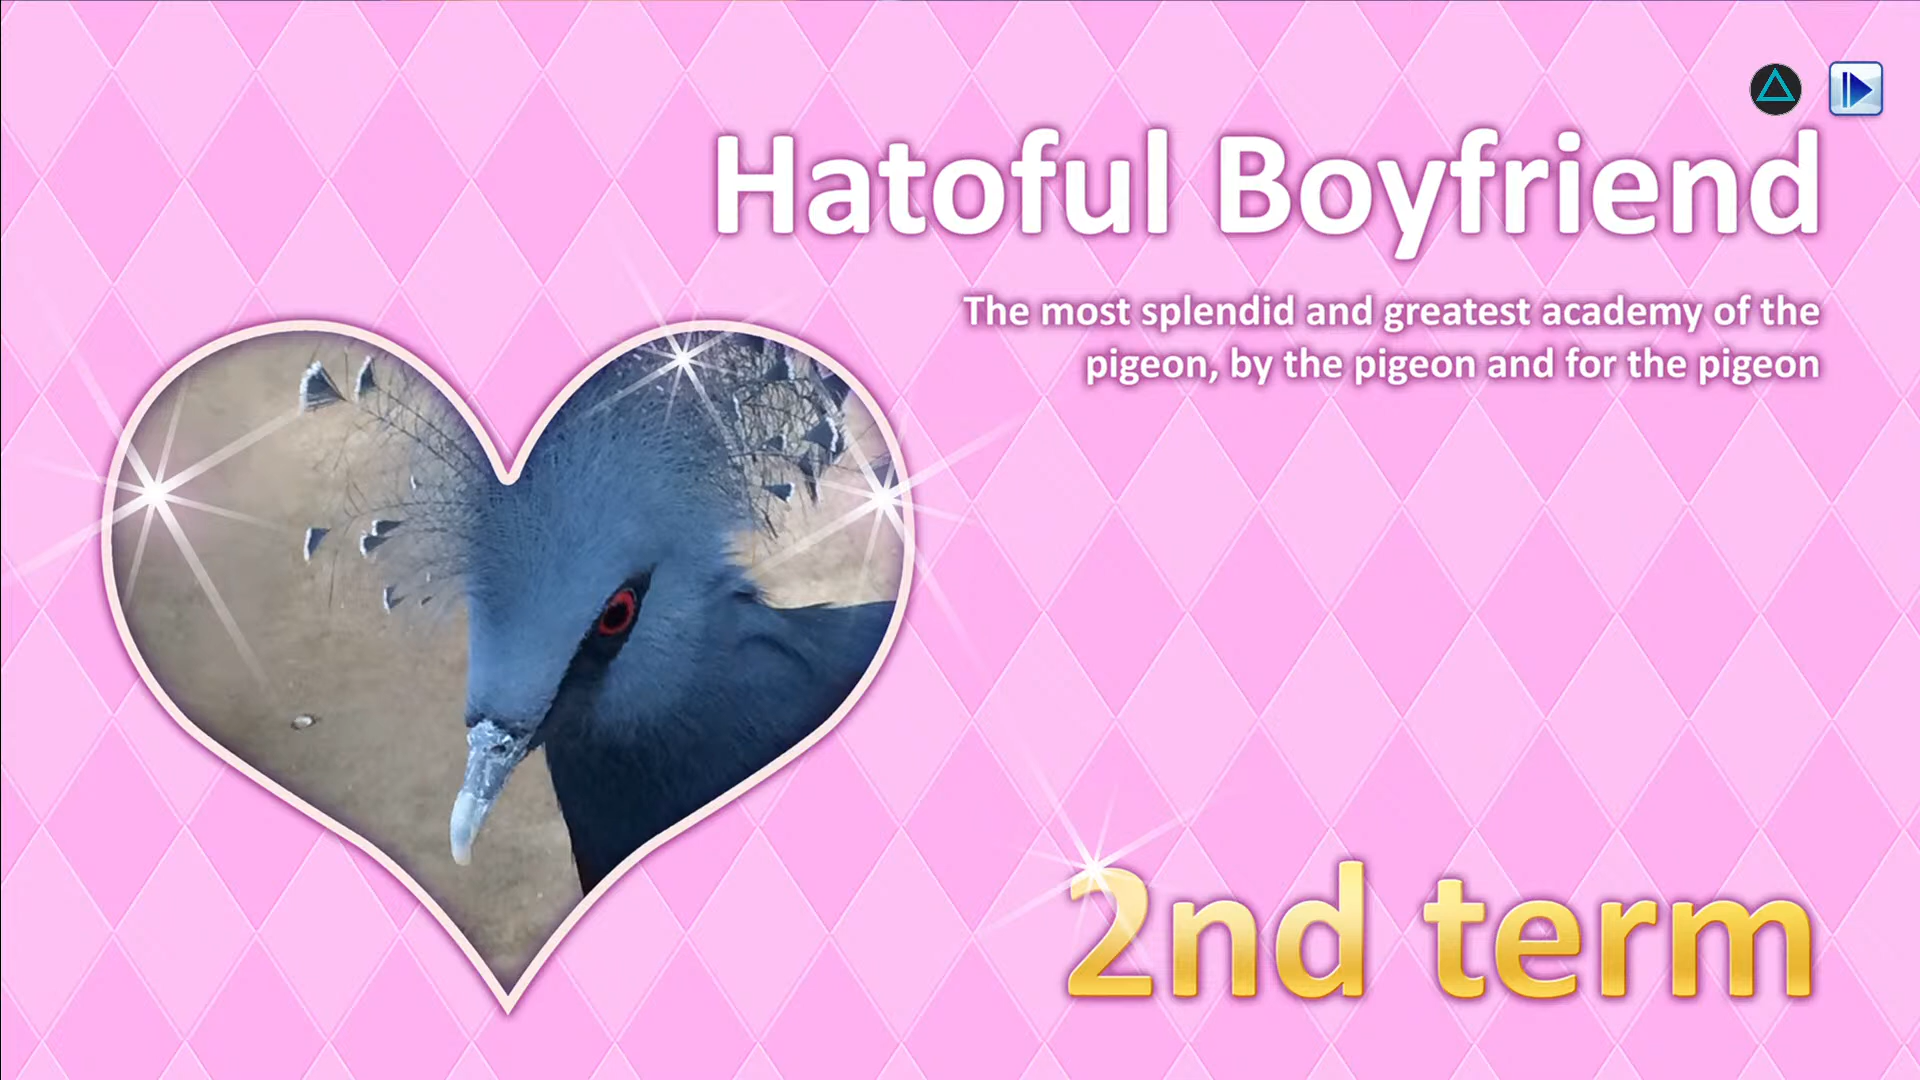 Hatoful Boyfriend
The most splendid and greatest academy of the
pigeon, by the pigeon and for the pigeon
2nd term